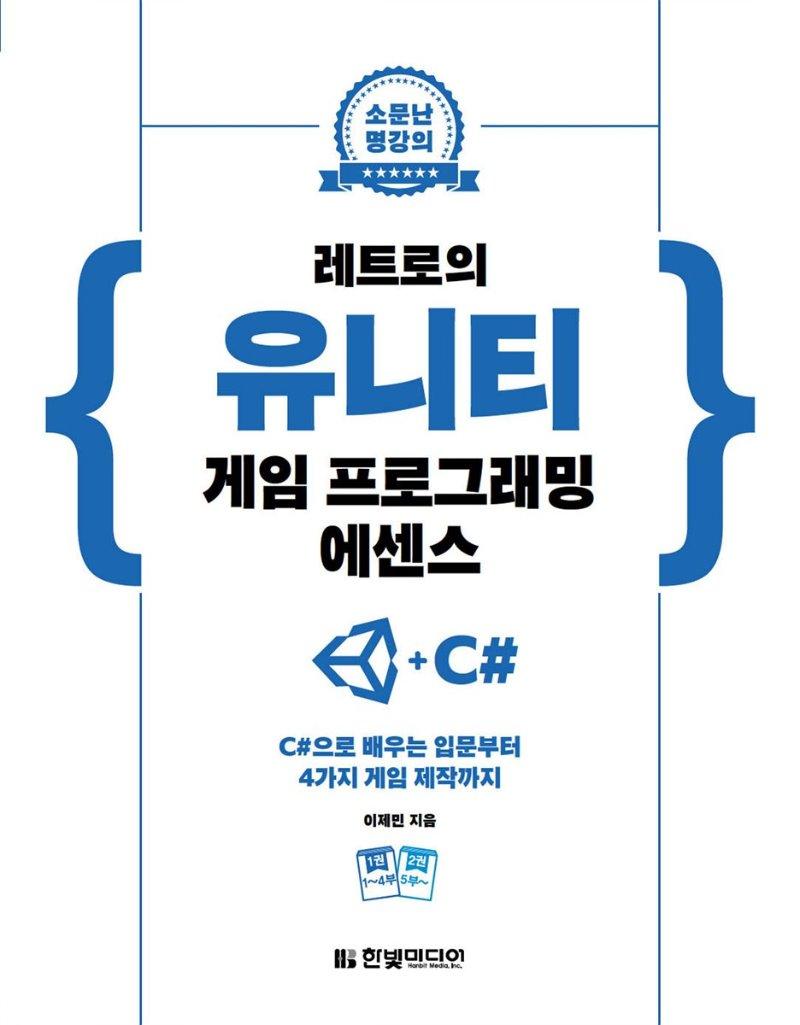 소문난
명강의
레트로의
유니티
게임 프로그래밍
에센스
+ C#
C#으로 배우는 입문부터
4가지 게임 제작까지
이제민 지음
1권 2권
1~4부 5부~
한빛미디어
Hanbit Media, Inc.